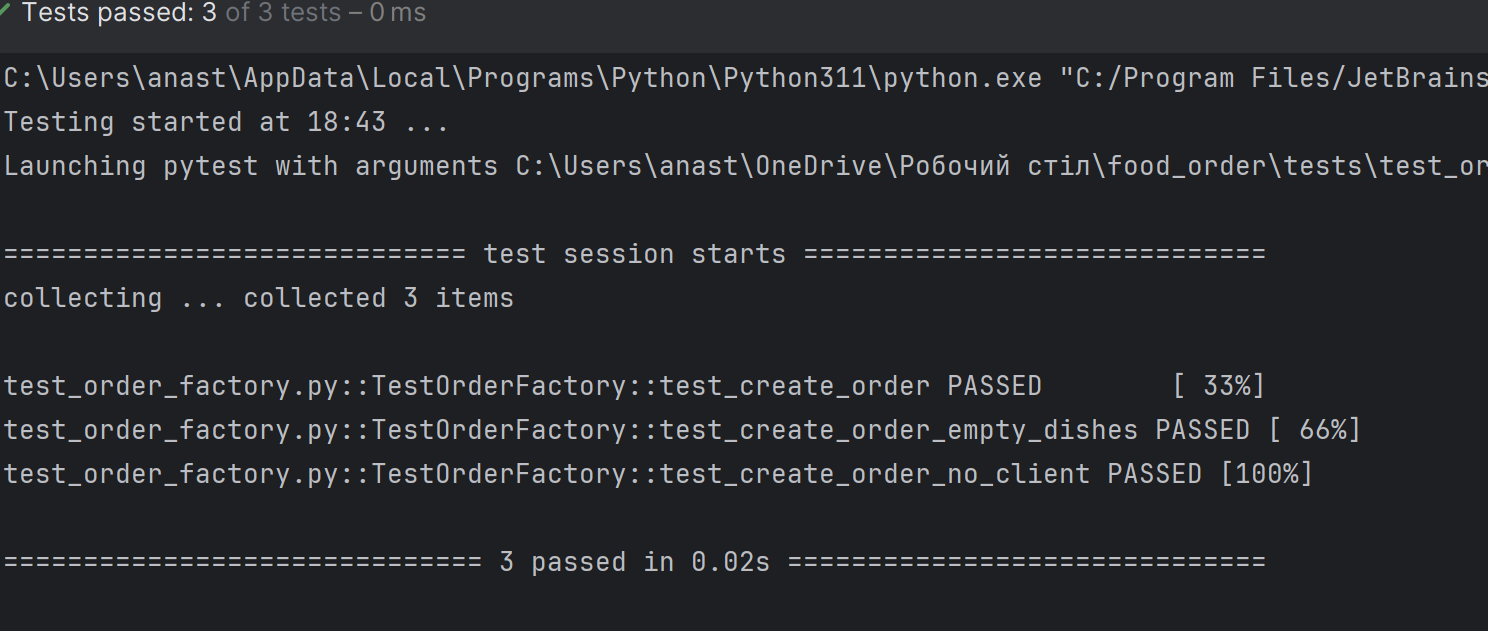 Tests passed: 3 of 3 tests – 0 ms
C:\Users\anast\AppData\Local\Programs\Python\Python311\python.exe "C:/Program Files/JetBrains
Testing started at 18:43 ...
Launching pytest with arguments C:\Users\anast\OneDrive\Робочий стіл\food_order\tests\test_or
============================= test session starts =============================
collecting ... collected 3 items
test_order_factory.py::TestOrderFactory::test_create_order PASSED        [ 33%]
test_order_factory.py::TestOrderFactory::test_create_order_empty_dishes PASSED [ 66%]
test_order_factory.py::TestOrderFactory::test_create_order_no_client PASSED [100%]
============================== 3 passed in 0.02s ==============================